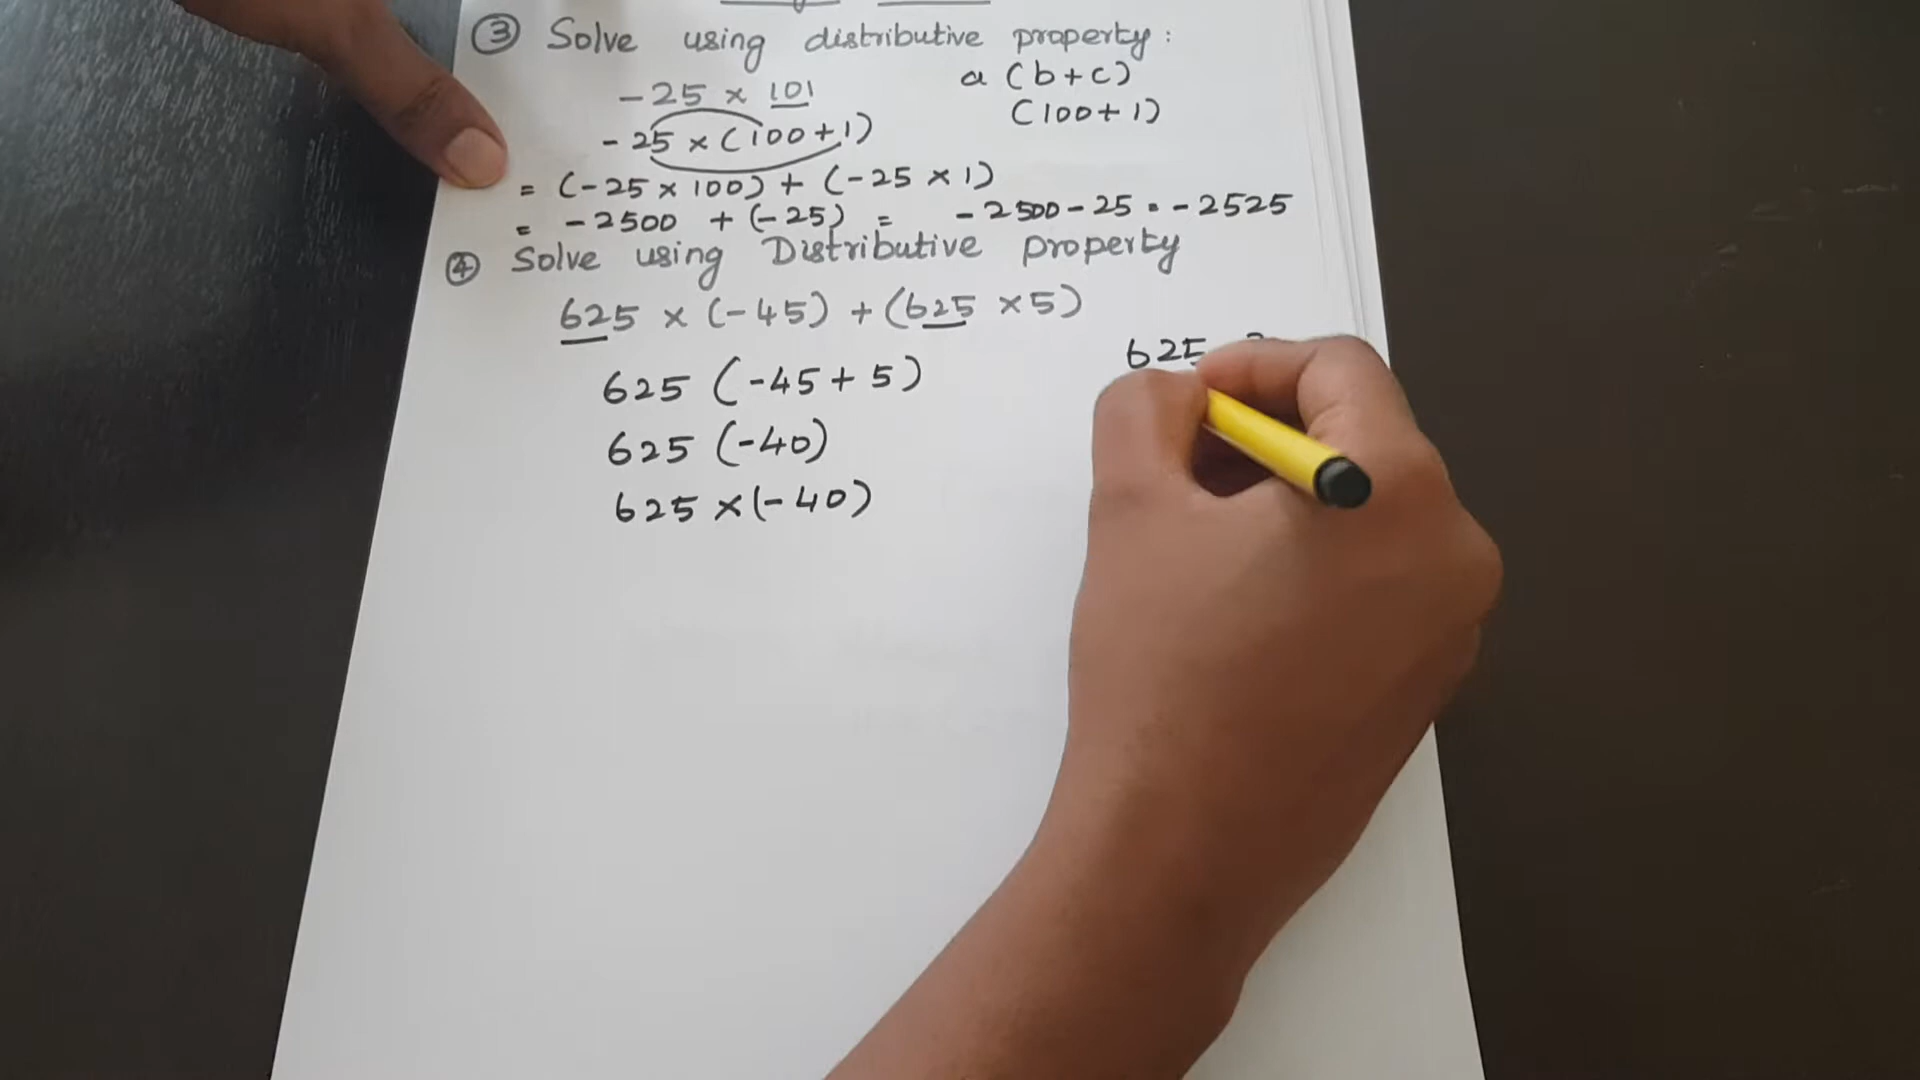 ③ Solve using distributive property :
-25 × 101 a (b+c)
-25 × (100+1) (100+1)
= (-25 × 100) + (-25 × 1)
= -2500 + (-25) = -2500-25 = -2525
④ Solve using Distributive property
625 × (-45) + (625 ×5)
625 (-45+ 5)
625
625 (-40)
625 ×(-40)